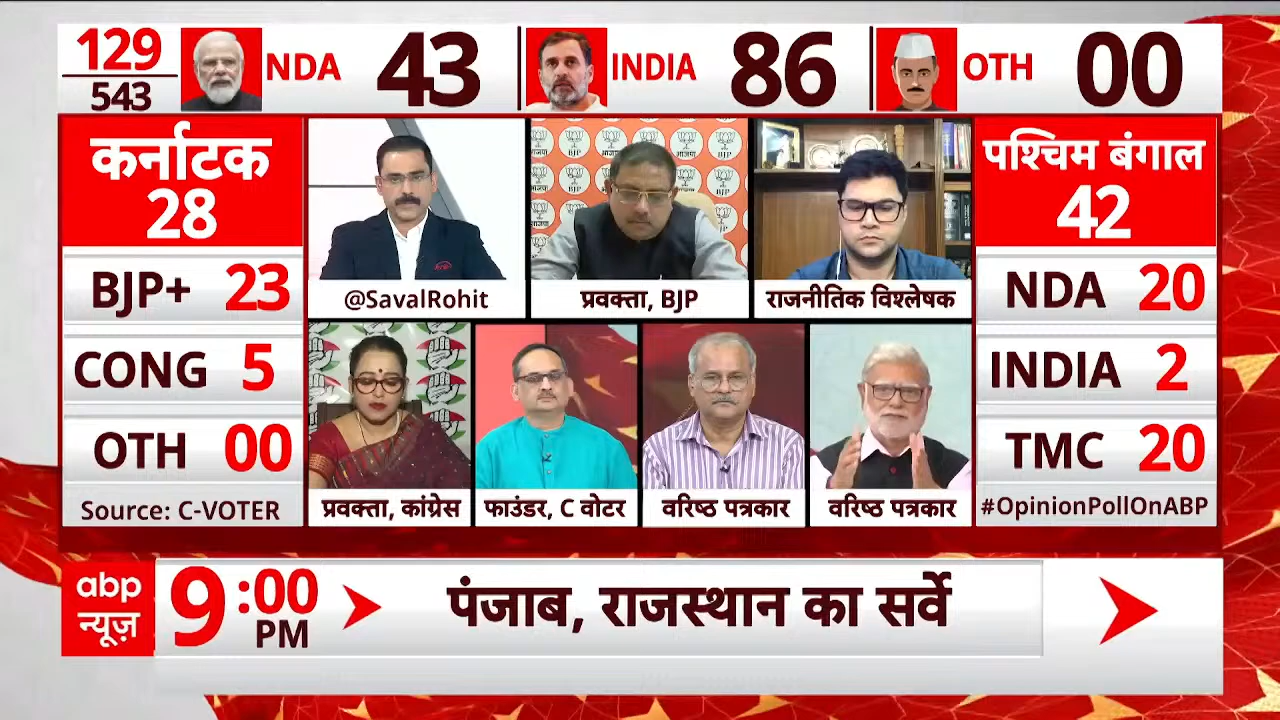 129
543
NDA 43
INDIA 86
OTH 00
कर्नाटक
28
BJP+ 23
CONG 5
OTH 00
Source: C-VOTER
@SavalRohit
प्रवक्ता, BJP
राजनीतिक विश्लेषक
प्रवक्ता, कांग्रेस
फाउंडर, C वोटर
वरिष्ठ पत्रकार
वरिष्ठ पत्रकार
पश्चिम बंगाल
42
NDA 20
INDIA 2
TMC 20
#OpinionPollOnABP
abp
न्यूज़
9:00
PM
पंजाब, राजस्थान का सर्वे